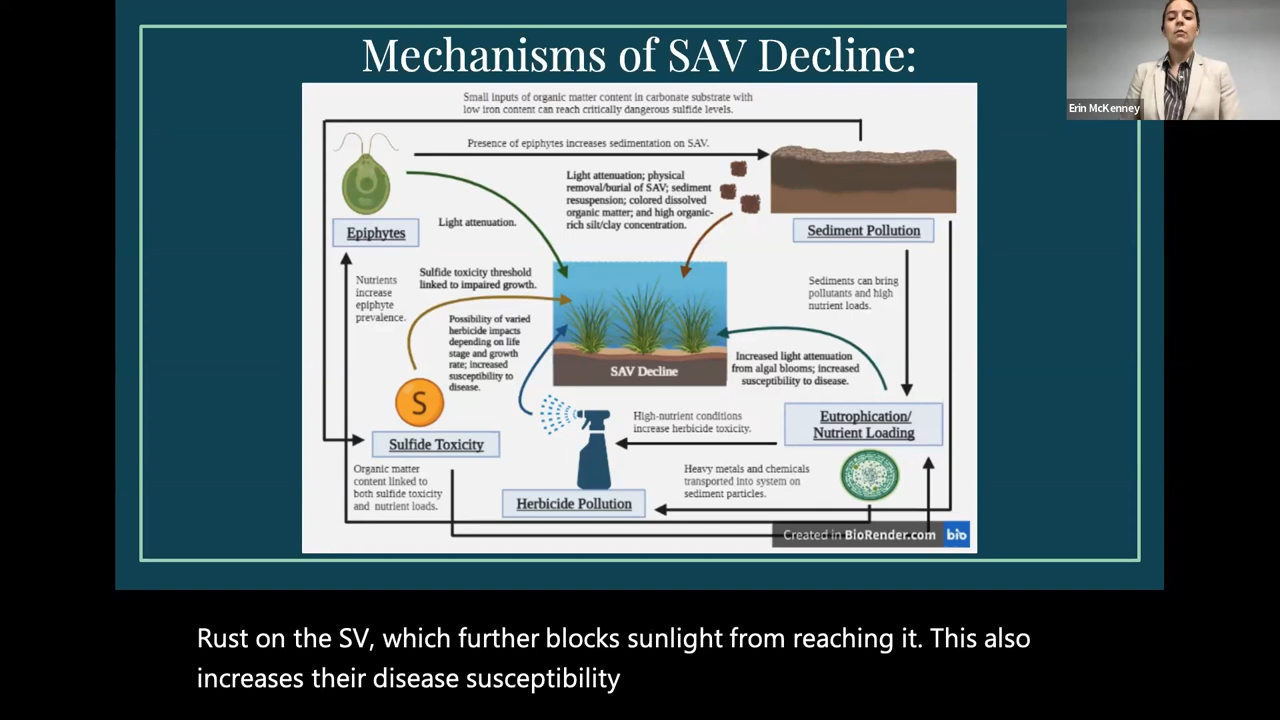 Mechanisms of SAV Decline:
Erin McKenney
Small inputs of organic matter content in carbonate substrate with
low iron content can reach critically dangerous sulfide levels.
Presence of epiphytes increases sedimentation on SAV.
Light attenuation; physical
removal/burial of SAV; sediment
resuspension; colored dissolved
organic matter; and high organic-
rich silt/clay concentration.
Light attenuation.
Epiphytes
Sediment Pollution
Nutrients
increase
epiphyte
prevalence.
Sulfide toxicity threshold
linked to impaired growth.
Sediments can bring
pollutants and high
nutrient loads.
Possibility of varied
herbicide impacts
depending on life
stage and growth
rate; increased
susceptibility to
disease.
SAV Decline
Increased light attenuation
from algal blooms; increased
susceptibility to disease.
S
Sulfide Toxicity
High-nutrient conditions
increase herbicide toxicity.
Eutrophication/
Nutrient Loading
Organic matter
content linked to
both sulfide toxicity
and nutrient loads.
Heavy metals and chemicals
transported into system on
sediment particles.
Herbicide Pollution
Created in BioRender.com bio
Rust on the SV, which further blocks sunlight from reaching it. This also
increases their disease susceptibility